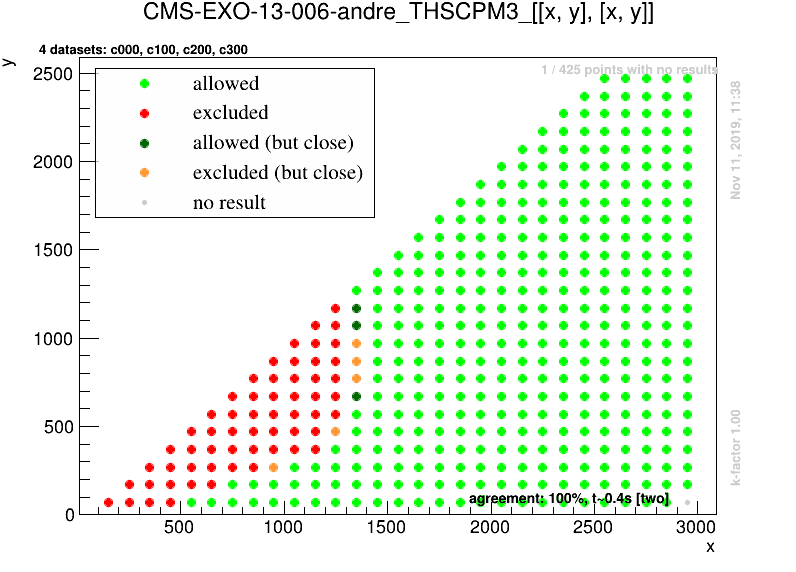 CMS-EXO-13-006-andre_THSCPM3_[[x, y], [x, y]]
4 datasets: c000, c100, c200, c300
y
1 / 425 points with no results
allowed
excluded
allowed (but close)
excluded (but close)
no result
2500
2000
1500
1000
500
0
Nov 11, 2019, 11:38
k-factor 1.00
agreement: 100%, t~0.4s [two]
500
1000
1500
2000
2500
3000
x